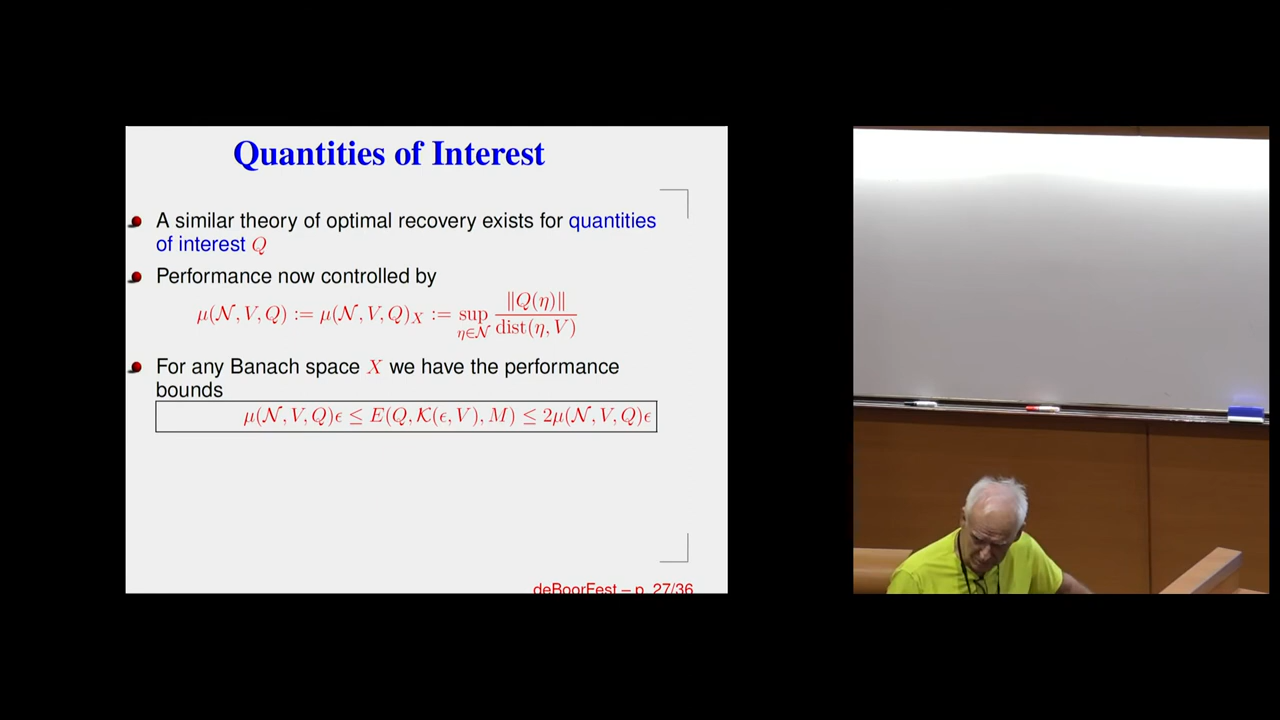 Quantities of Interest
A similar theory of optimal recovery exists for quantities
of interest Q
Performance now controlled by
μ(𝒩, V, Q) := μ(𝒩, V, Q)_X := sup_{η∈𝒩} ‖Q(η)‖ / dist(η, V)
For any Banach space X we have the performance
bounds
μ(𝒩, V, Q)ϵ ≤ E(Q, 𝒦(ϵ, V), M) ≤ 2μ(𝒩, V, Q)ϵ
deBoorFest – p. 27/36